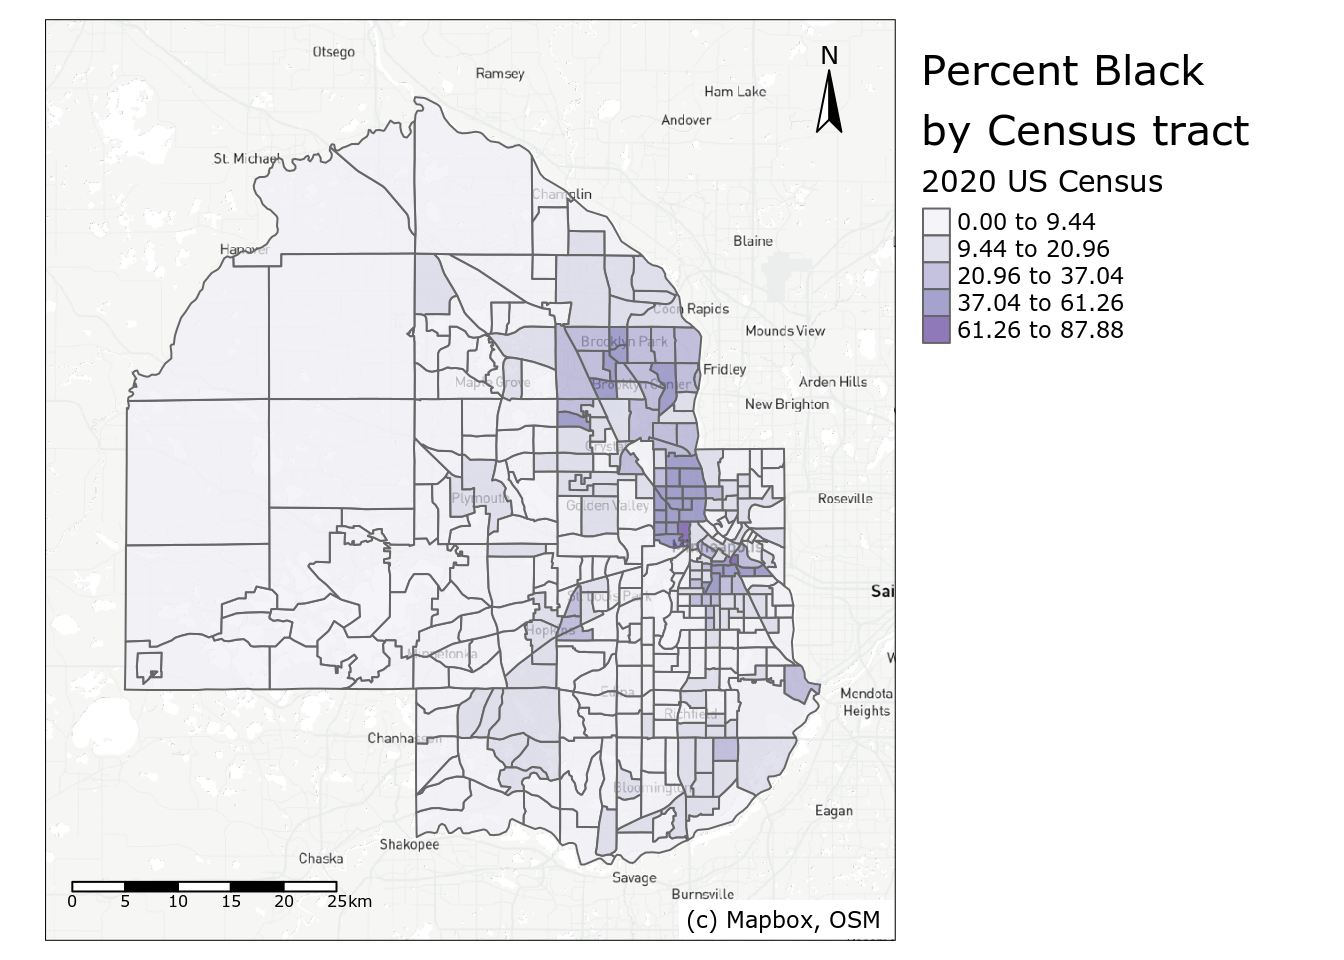 Otsego
Ramsey
Ham Lake
Andover
N
St. Michael
Champlin
Hanover
Blaine
Coon Rapids
Mounds View
Brooklyn Park
Fridley
Arden Hills
Maple Grove
Brooklyn Center
New Brighton
Crystal
Plymouth
Golden Valley
Roseville
Minneapolis
St. Louis Park
Sai
Hopkins
Minnetonka
Edina
Mendota
Heights
Richfield
Chanhassen
Bloomington
Eagan
Shakopee
Chaska
Savage
Burnsville
0 5 10 15 20 25km
(c) Mapbox, OSM
Percent Black
by Census tract
2020 US Census
0.00 to 9.44
9.44 to 20.96
20.96 to 37.04
37.04 to 61.26
61.26 to 87.88